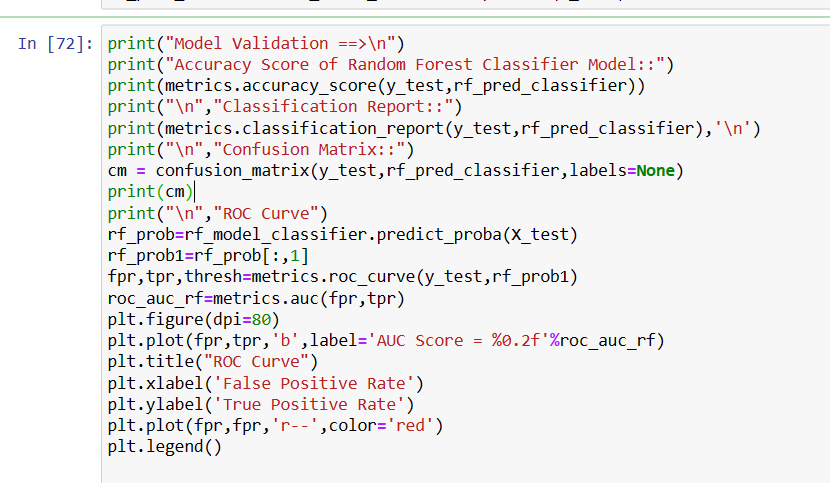 In [72]: print("Model Validation ==>\n")
print("Accuracy Score of Random Forest Classifier Model::")
print(metrics.accuracy_score(y_test,rf_pred_classifier))
print("\n","Classification Report::")
print(metrics.classification_report(y_test,rf_pred_classifier),'\n')
print("\n","Confusion Matrix::")
cm = confusion_matrix(y_test,rf_pred_classifier,labels=None)
print(cm)
print("\n","ROC Curve")
rf_prob=rf_model_classifier.predict_proba(X_test)
rf_prob1=rf_prob[:,1]
fpr,tpr,thresh=metrics.roc_curve(y_test,rf_prob1)
roc_auc_rf=metrics.auc(fpr,tpr)
plt.figure(dpi=80)
plt.plot(fpr,tpr,'b',label='AUC Score = %0.2f'%roc_auc_rf)
plt.title("ROC Curve")
plt.xlabel('False Positive Rate')
plt.ylabel('True Positive Rate')
plt.plot(fpr,fpr,'r--',color='red')
plt.legend()